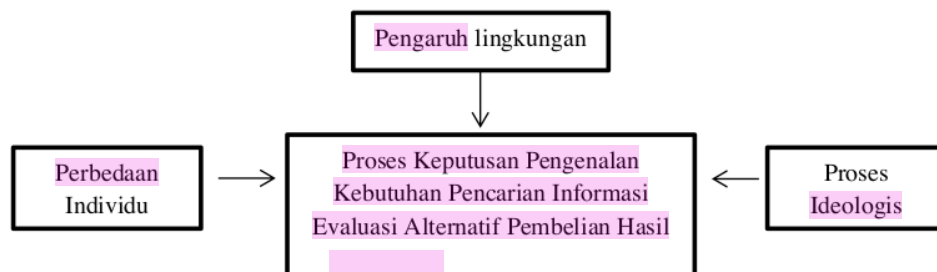 Pengaruh lingkungan
Perbedaan
Individu
Proses Keputusan Pengenalan
Kebutuhan Pencarian Informasi
Evaluasi Alternatif Pembelian Hasil
Proses
Ideologis